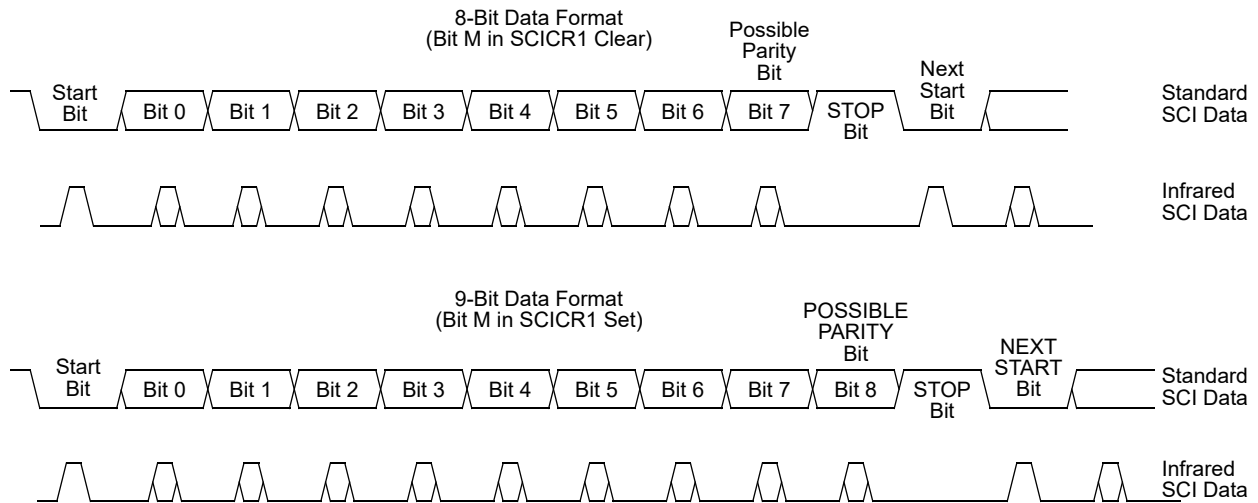 8-Bit Data Format
(Bit M in SCICR1 Clear)
Possible
Parity
Bit
Start
Bit
Bit 0
Bit 1
Bit 2
Bit 3
Bit 4
Bit 5
Bit 6
Bit 7
STOP
Bit
Next
Start
Bit
Standard
SCI Data
Infrared
SCI Data
9-Bit Data Format
(Bit M in SCICR1 Set)
POSSIBLE
PARITY
Bit
Start
Bit
Bit 0
Bit 1
Bit 2
Bit 3
Bit 4
Bit 5
Bit 6
Bit 7
Bit 8
STOP
Bit
NEXT
START
Bit
Standard
SCI Data
Infrared
SCI Data